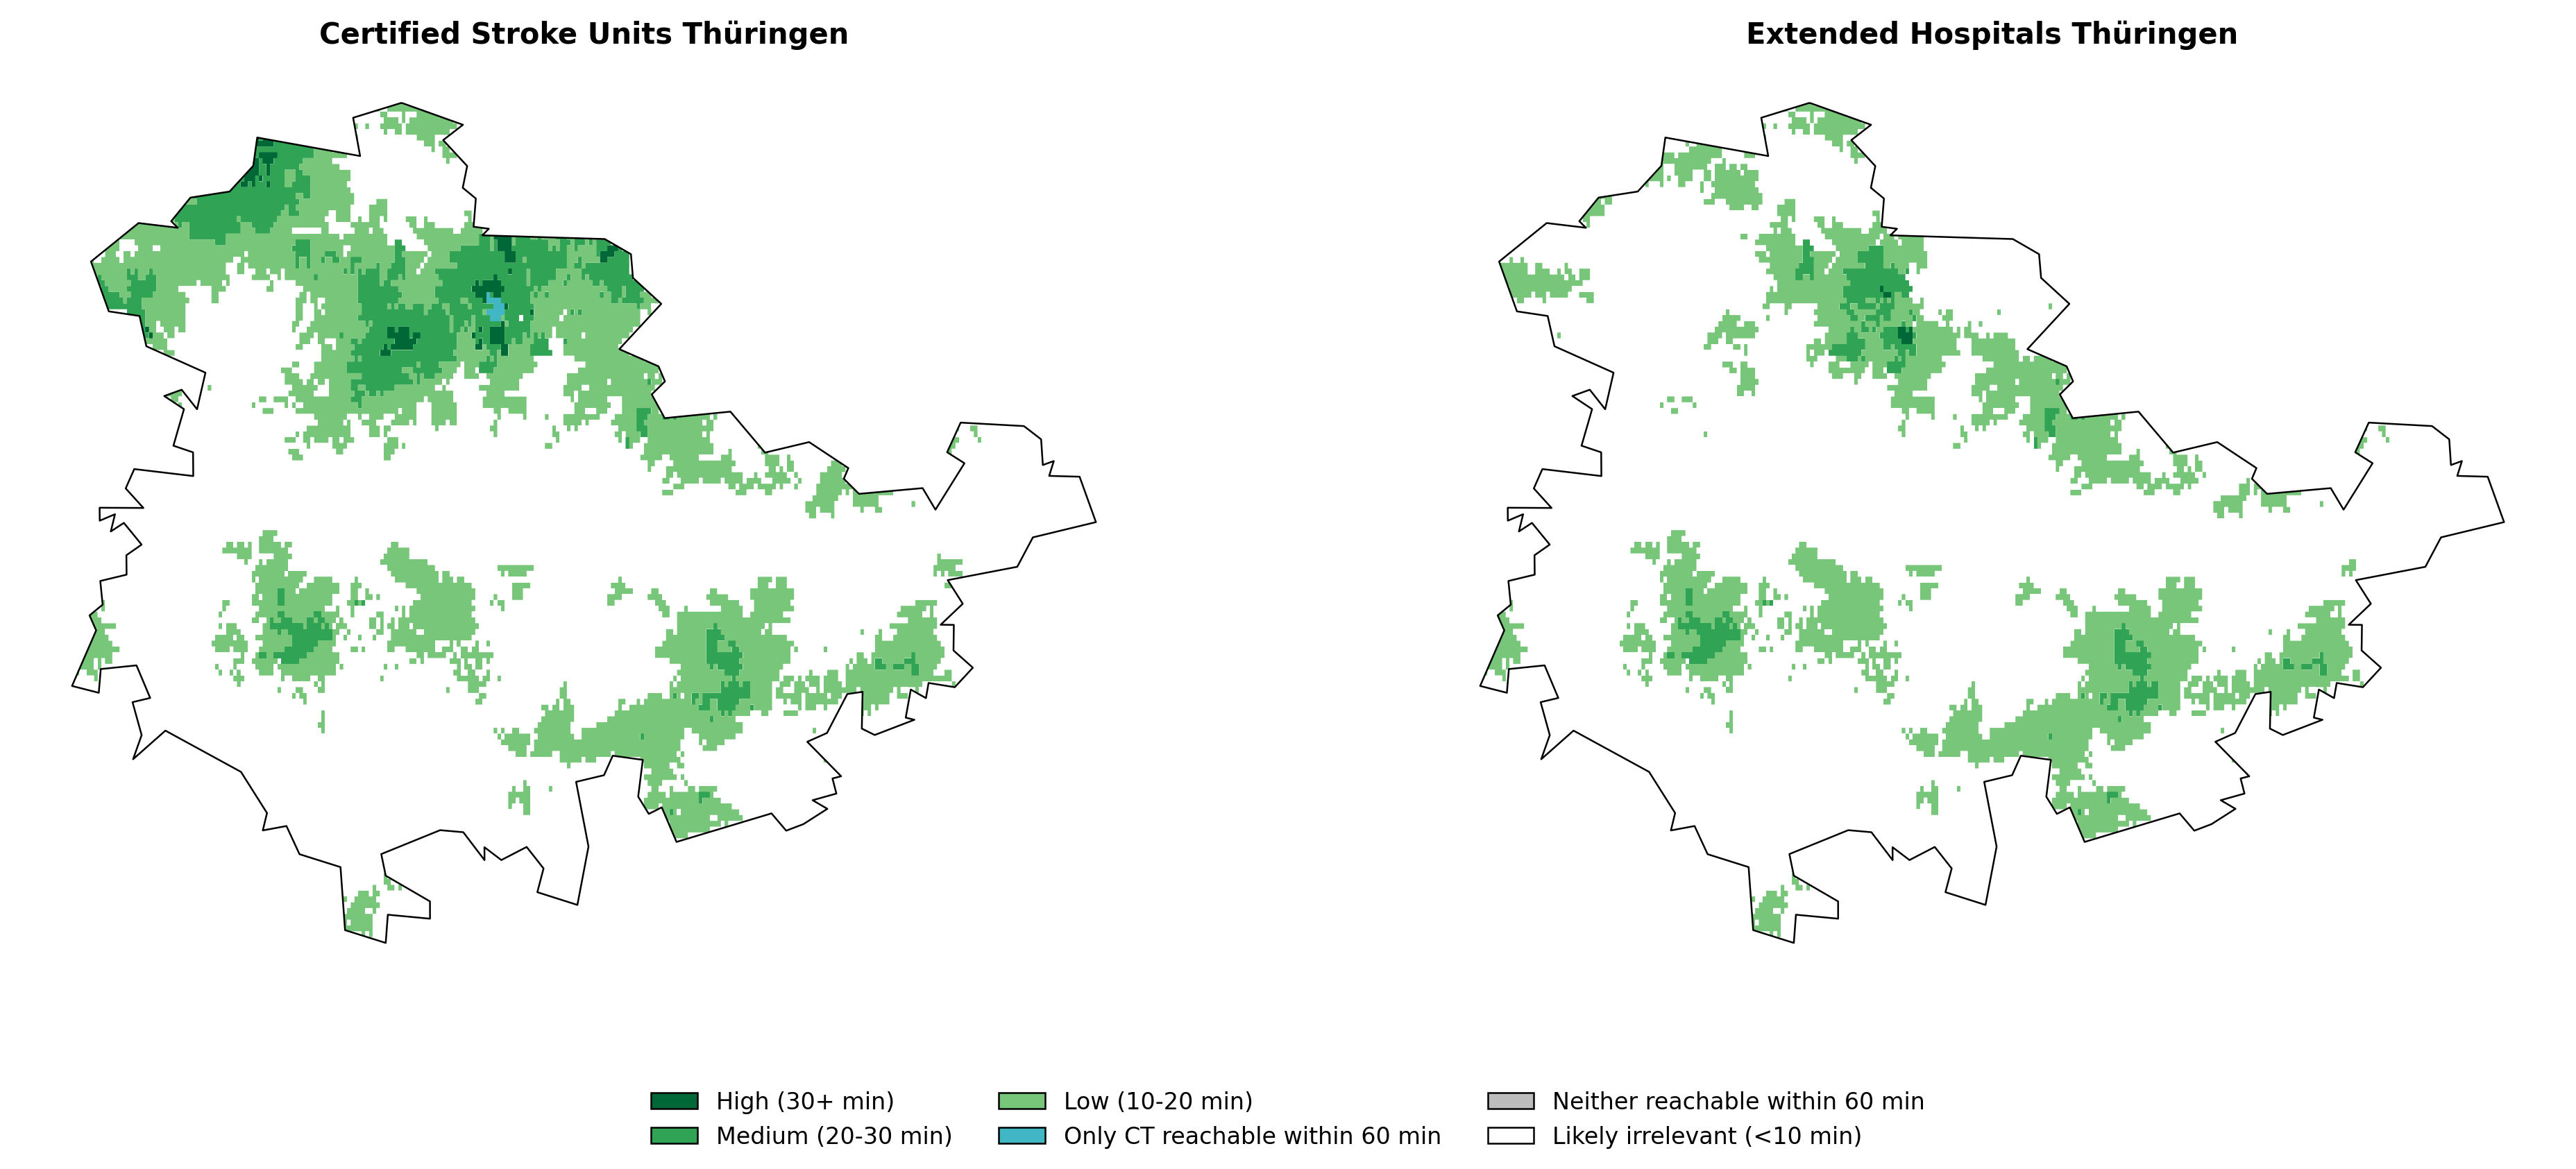 Certified Stroke Units Thüringen
Extended Hospitals Thüringen
High (30+ min)
Low (10-20 min)
Neither reachable within 60 min
Medium (20-30 min)
Only CT reachable within 60 min
Likely irrelevant (<10 min)